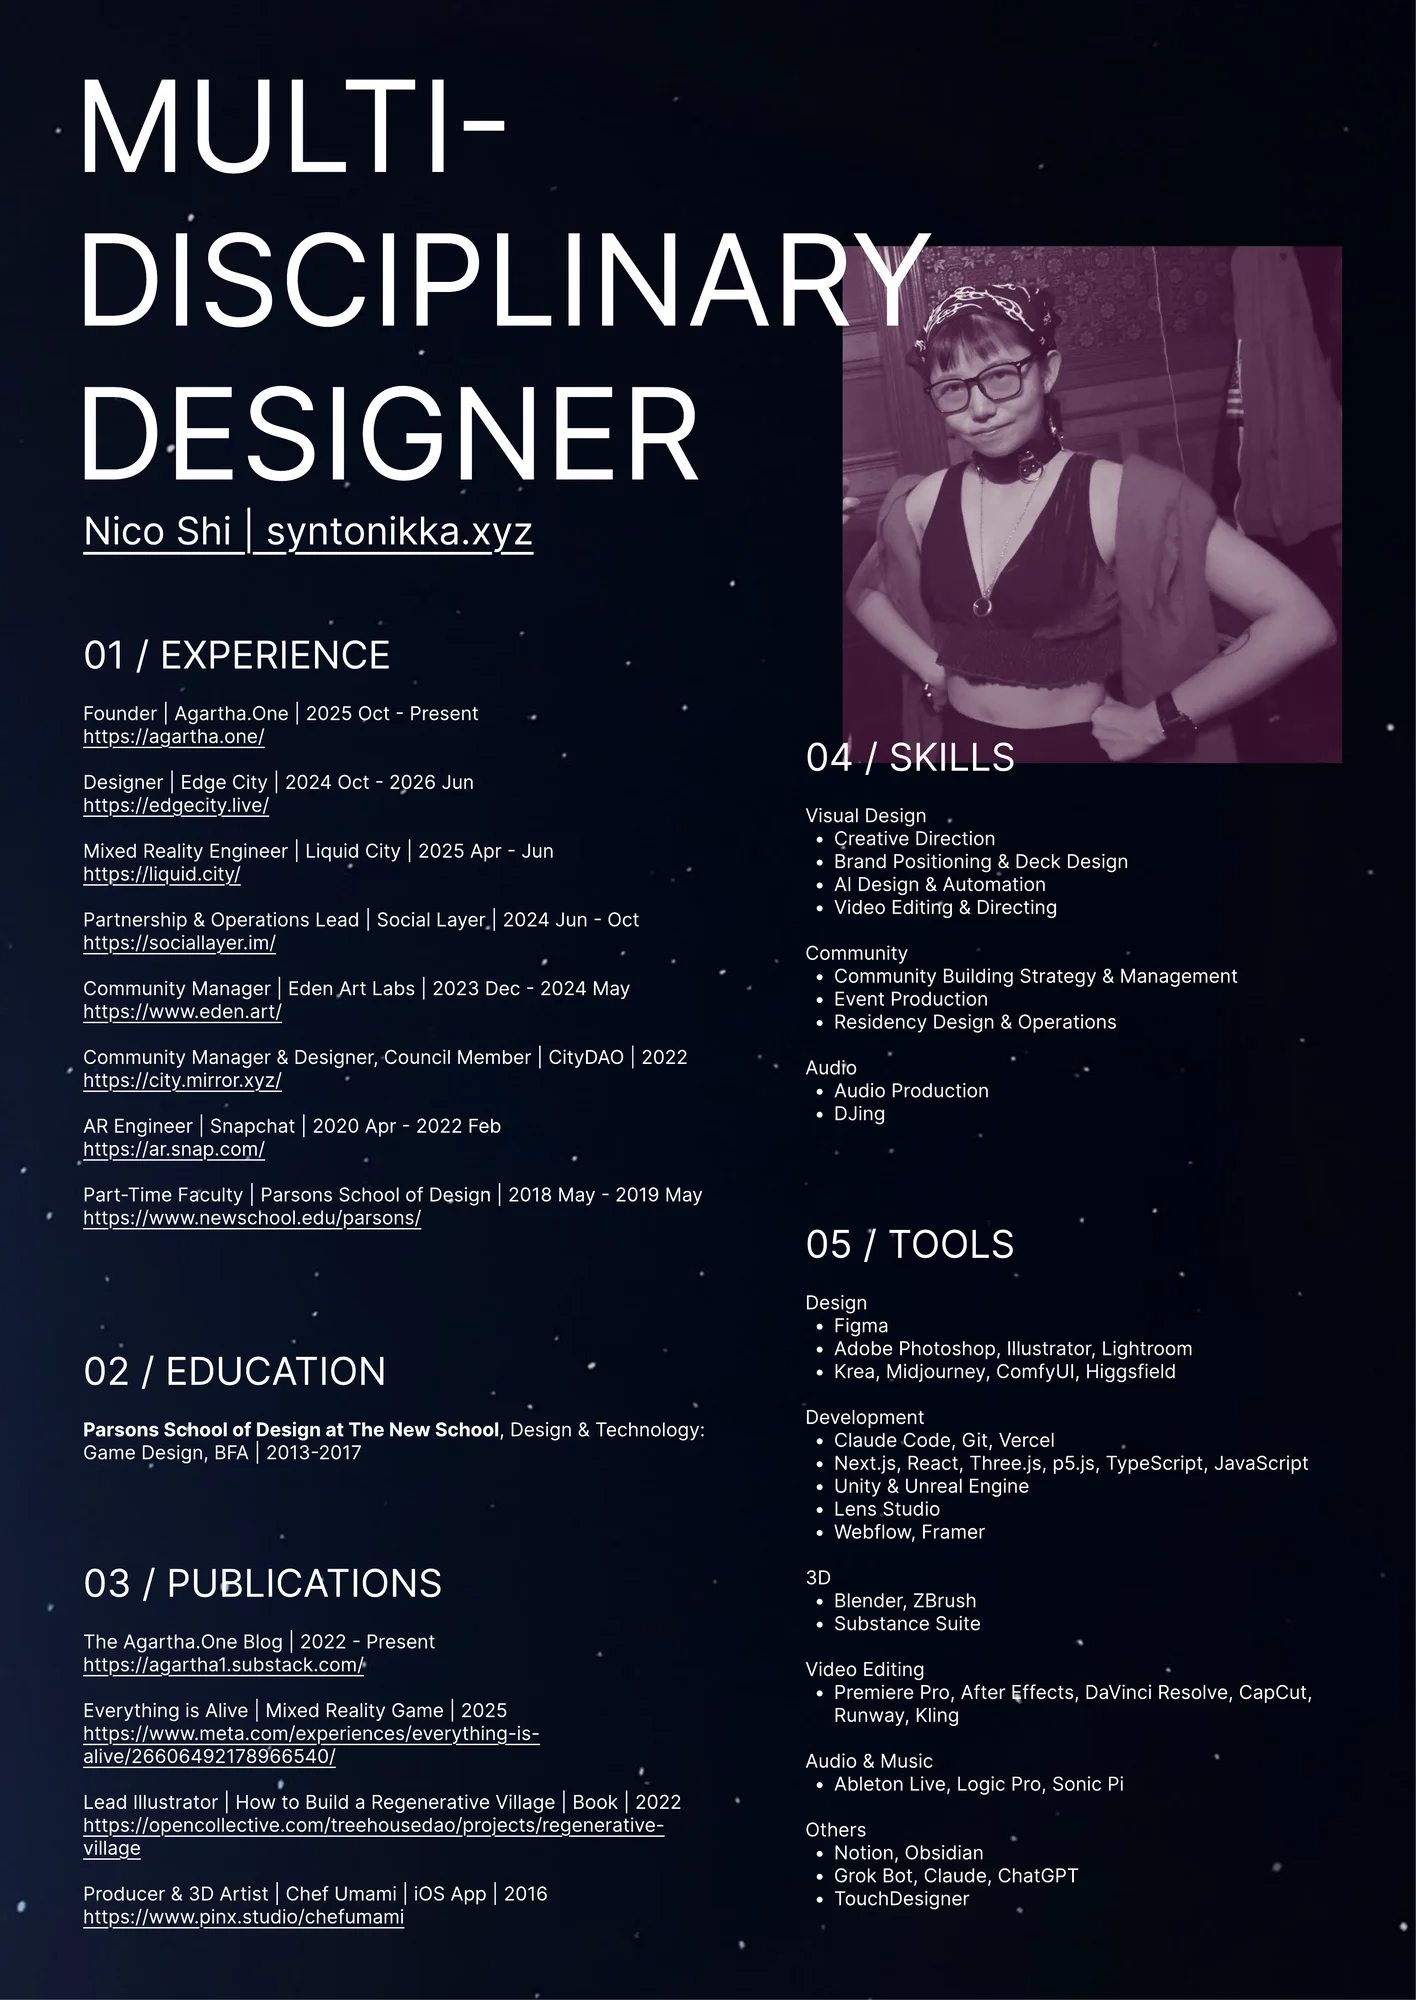 MULTI-
DISCIPLINARY
DESIGNER
Nico Shi | syntonikka.xyz
01 / EXPERIENCE
Founder | Agartha.One | 2025 Oct - Present
https://agartha.one/
Designer | Edge City | 2024 Oct - 2026 Jun
https://edgecity.live/
Mixed Reality Engineer | Liquid City | 2025 Apr - Jun
https://liquid.city/
Partnership & Operations Lead | Social Layer | 2024 Jun - Oct
https://sociallayer.im/
Community Manager | Eden Art Labs | 2023 Dec - 2024 May
https://www.eden.art/
Community Manager & Designer, Council Member | CityDAO | 2022
https://city.mirror.xyz/
AR Engineer | Snapchat | 2020 Apr - 2022 Feb
https://ar.snap.com/
Part-Time Faculty | Parsons School of Design | 2018 May - 2019 May
https://www.newschool.edu/parsons/
02 / EDUCATION
Parsons School of Design at The New School, Design & Technology:
Game Design, BFA | 2013-2017
03 / PUBLICATIONS
The Agartha.One Blog | 2022 - Present
https://agartha1.substack.com/
Everything is Alive | Mixed Reality Game | 2025
https://www.meta.com/experiences/everything-is-
alive/26606492178966540/
Lead Illustrator | How to Build a Regenerative Village | Book | 2022
https://opencollective.com/treehousedao/projects/regenerative-
village
Producer & 3D Artist | Chef Umami | iOS App | 2016
https://www.pinx.studio/chefumami
04 / SKILLS
Visual Design
• Creative Direction
• Brand Positioning & Deck Design
• AI Design & Automation
• Video Editing & Directing
Community
• Community Building Strategy & Management
• Event Production
• Residency Design & Operations
Audio
• Audio Production
• DJing
05 / TOOLS
Design
• Figma
• Adobe Photoshop, Illustrator, Lightroom
• Krea, Midjourney, ComfyUI, Higgsfield
Development
• Claude Code, Git, Vercel
• Next.js, React, Three.js, p5.js, TypeScript, JavaScript
• Unity & Unreal Engine
• Lens Studio
• Webflow, Framer
3D
• Blender, ZBrush
• Substance Suite
Video Editing
• Premiere Pro, After Effects, DaVinci Resolve, CapCut,
Runway, Kling
Audio & Music
• Ableton Live, Logic Pro, Sonic Pi
Others
• Notion, Obsidian
• Grok Bot, Claude, ChatGPT
• TouchDesigner